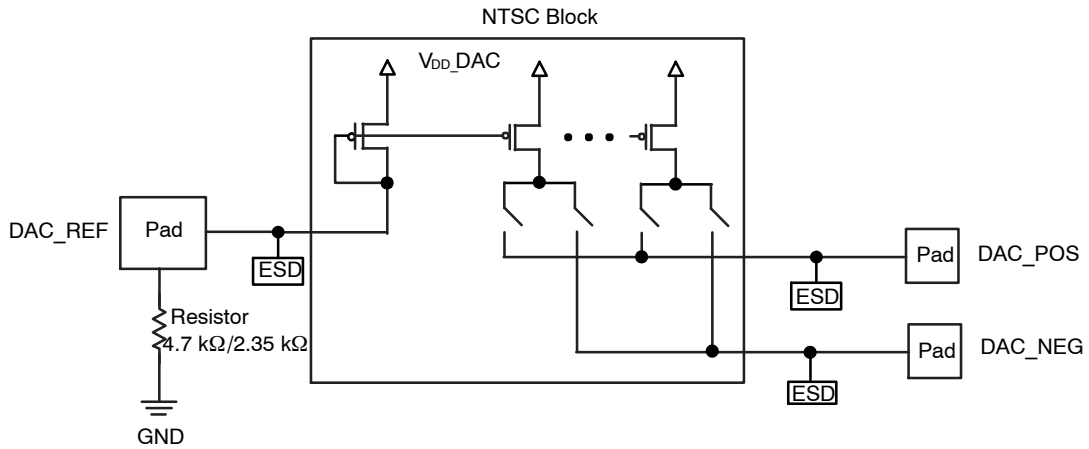 NTSC Block
VDD_DAC
DAC_REF
Pad
ESD
Resistor
4.7 kΩ/2.35 kΩ
GND
Pad
DAC_POS
ESD
Pad
DAC_NEG
ESD